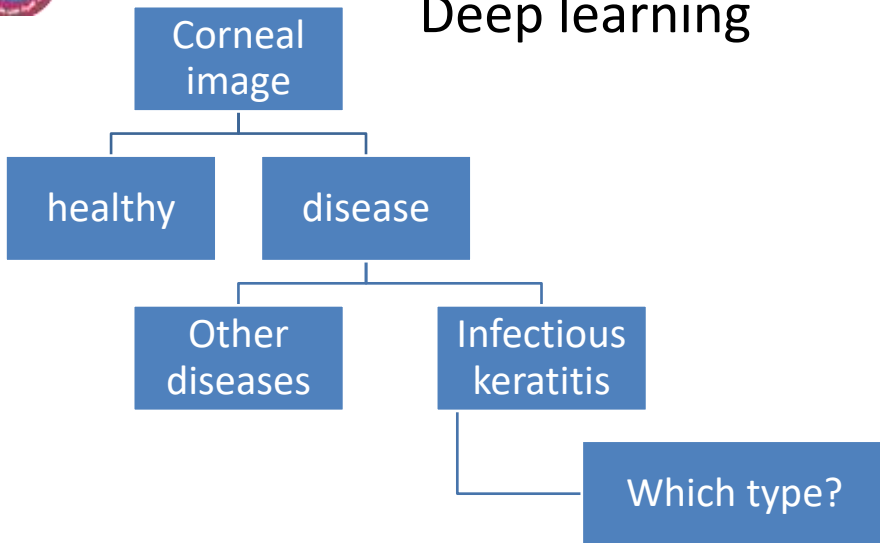 Deep learning
Corneal
image
healthy
disease
Other
diseases
Infectious
keratitis
Which type?